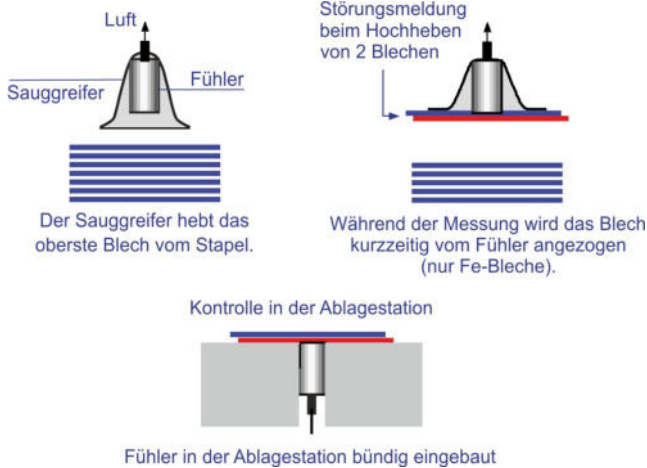 Luft
Fühler
Sauggreifer
Der Sauggreifer hebt das
oberste Blech vom Stapel.
Störungsmeldung
beim Hochheben
von 2 Blechen
Während der Messung wird das Blech
kurzzeitig vom Fühler angezogen
(nur Fe-Bleche).
Kontrolle in der Ablagestation
Fühler in der Ablagestation bündig eingebaut